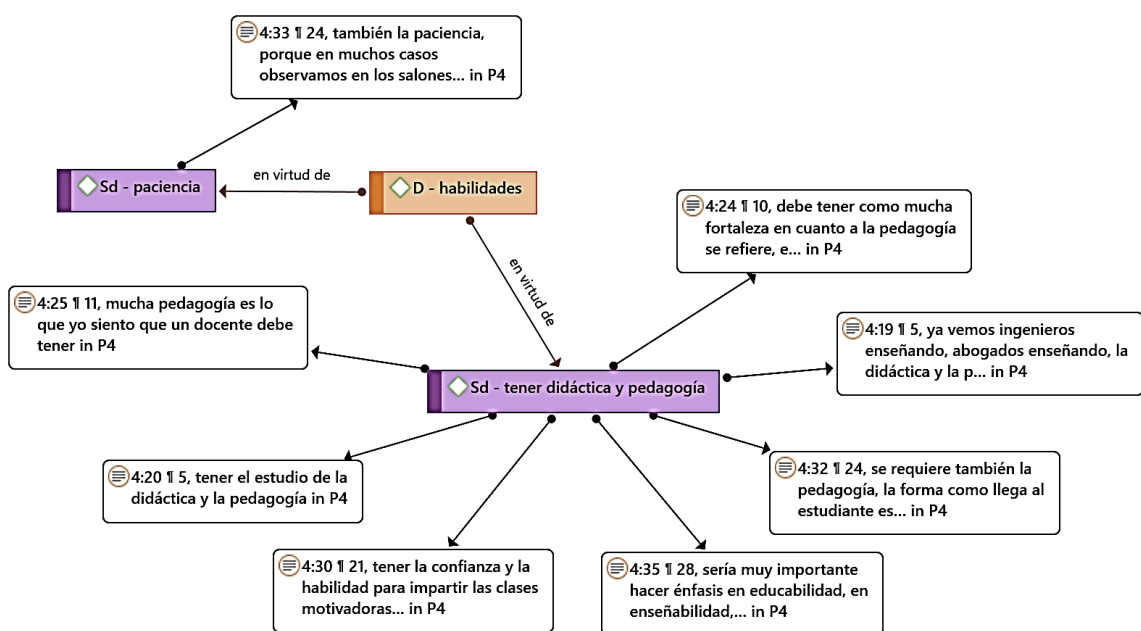 4:33 ¶ 24, también la paciencia,
porque en muchos casos
observamos en los salones... in P4
Sd - paciencia
en virtud de
D - habilidades
4:24 ¶ 10, debe tener como mucha
fortaleza en cuanto a la pedagogía
se refiere, e... in P4
en virtud de
4:25 ¶ 11, mucha pedagogía es lo
que yo siento que un docente debe
tener in P4
4:19 ¶ 5, ya vemos ingenieros
enseñando, abogados enseñando, la
didáctica y la p... in P4
Sd - tener didáctica y pedagogía
4:20 ¶ 5, tener el estudio de la
didáctica y la pedagogía in P4
4:32 ¶ 24, se requiere también la
pedagogía, la forma como llega al
estudiante es... in P4
4:30 ¶ 21, tener la confianza y la
habilidad para impartir las clases
motivadoras... in P4
4:35 ¶ 28, sería muy importante
hacer énfasis en educabilidad, en
enseñabilidad,... in P4